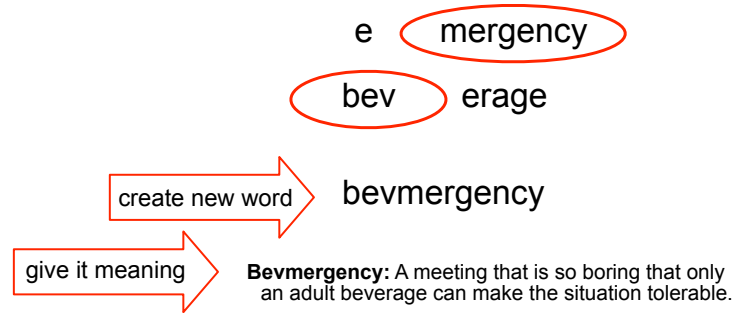 e mergency
bev erage
create new word bevmergency
give it meaning
Bevmergency: A meeting that is so boring that only
an adult beverage can make the situation tolerable.